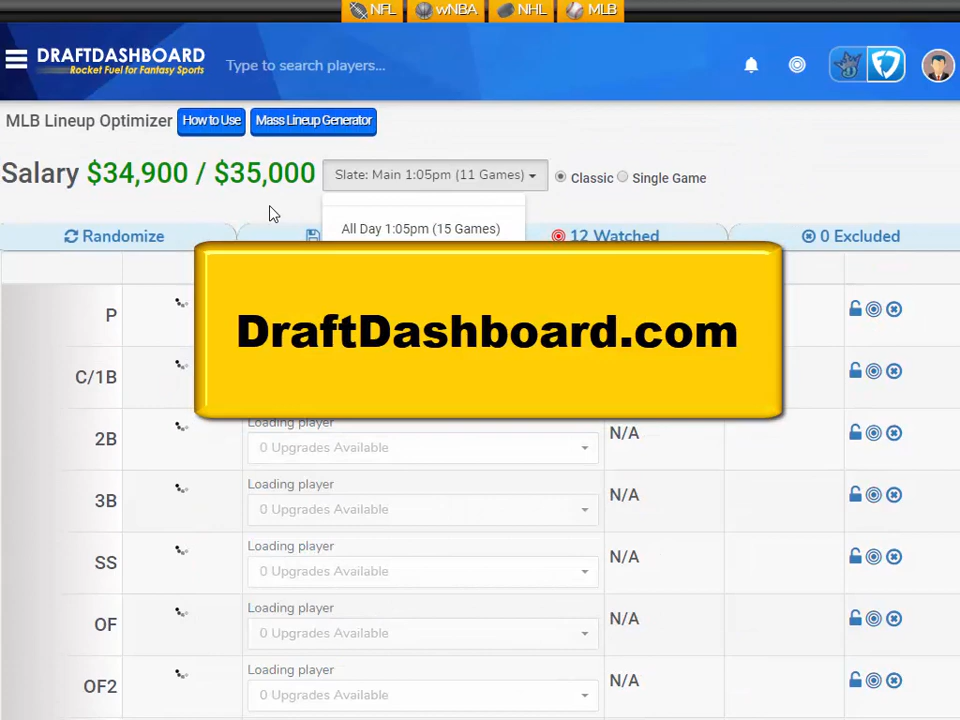 NFL wNBA NHL MLB
DRAFTDASHBOARD
Rocket Fuel for Fantasy Sports
Type to search players...
MLB Lineup Optimizer How to Use Mass Lineup Generator
Salary $34,900 / $35,000 Slate: Main 1:05pm (11 Games) Classic Single Game
All Day 1:05pm (15 Games)
Randomize 12 Watched 0 Excluded
DraftDashboard.com
P
C/1B
Loading player
2B 0 Upgrades Available N/A
Loading player
3B 0 Upgrades Available N/A
Loading player
SS 0 Upgrades Available N/A
Loading player
OF 0 Upgrades Available N/A
Loading player
OF2 0 Upgrades Available N/A